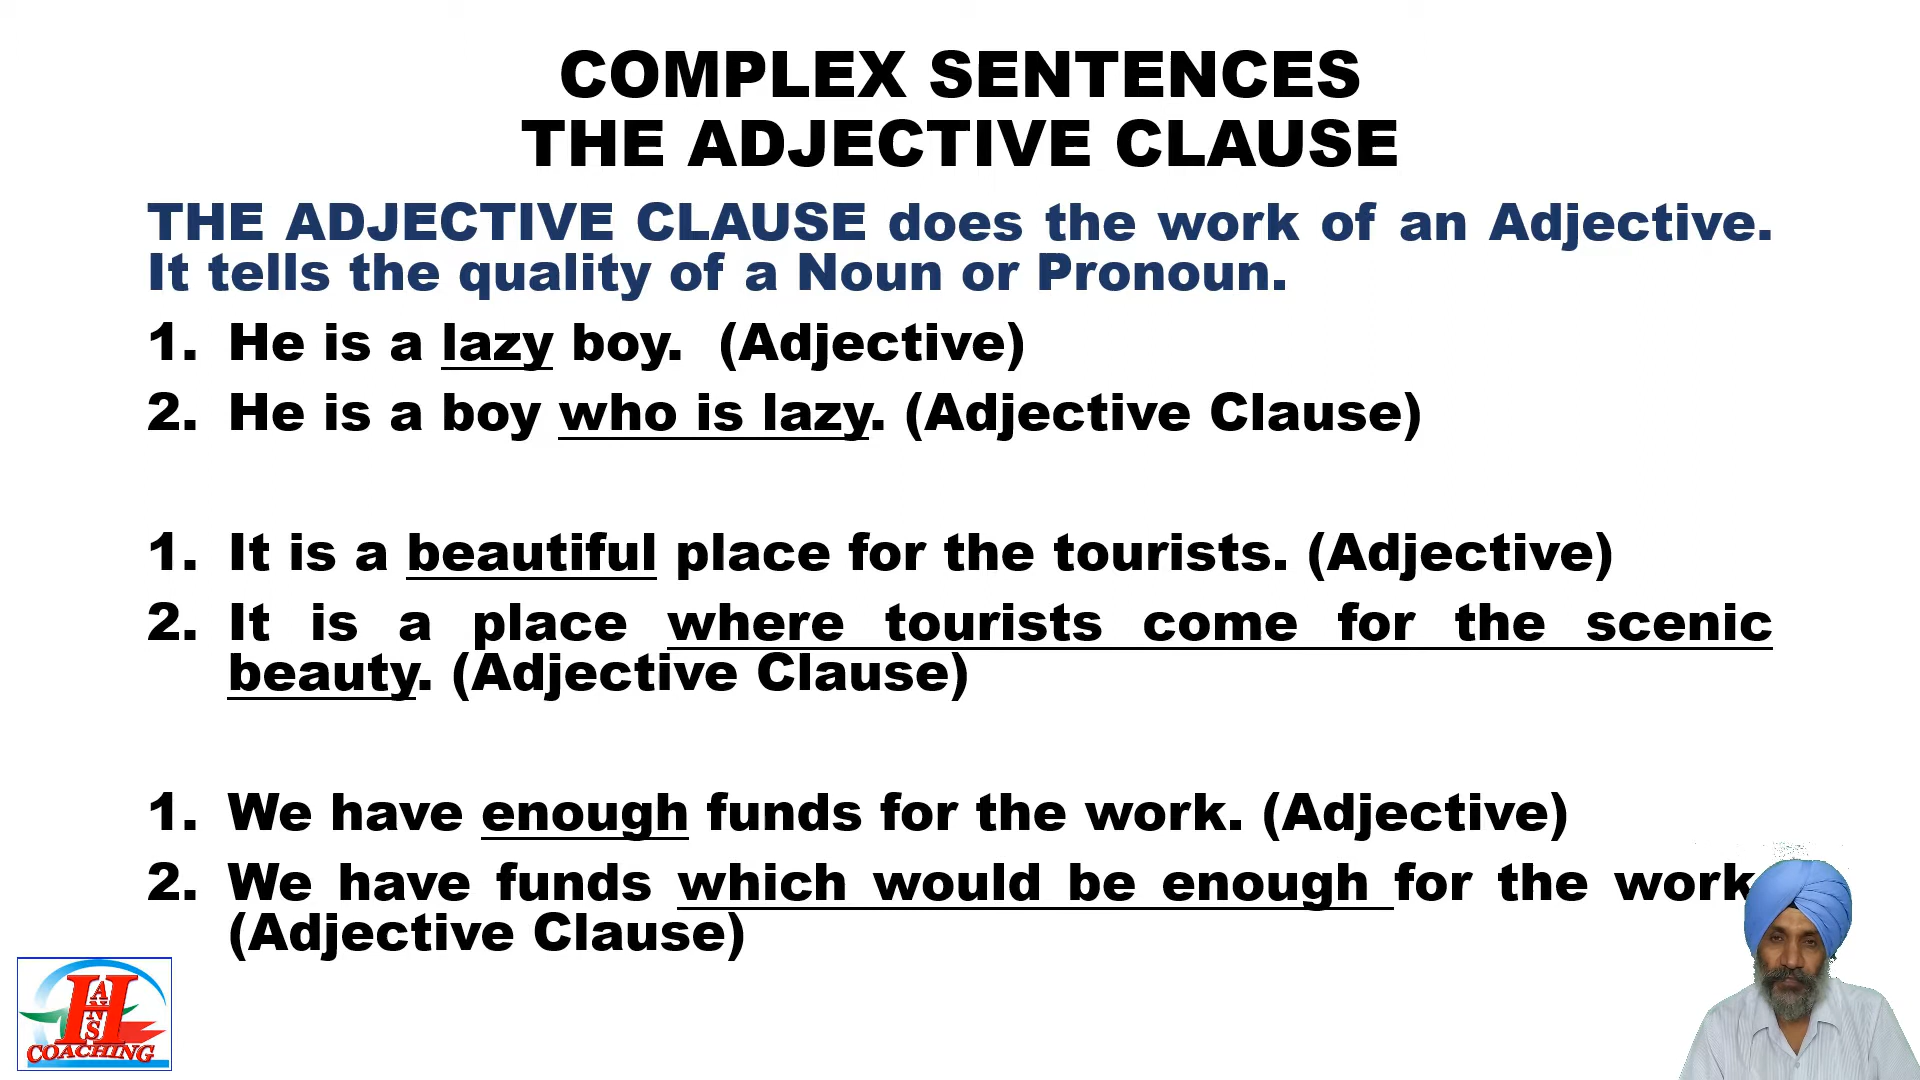 COMPLEX SENTENCES
THE ADJECTIVE CLAUSE
THE ADJECTIVE CLAUSE does the work of an Adjective.
It tells the quality of a Noun or Pronoun.
1. He is a lazy boy. (Adjective)
2. He is a boy who is lazy. (Adjective Clause)
1. It is a beautiful place for the tourists. (Adjective)
2. It is a place where tourists come for the scenic
beauty. (Adjective Clause)
1. We have enough funds for the work. (Adjective)
2. We have funds which would be enough for the work.
(Adjective Clause)
HANS
COACHING